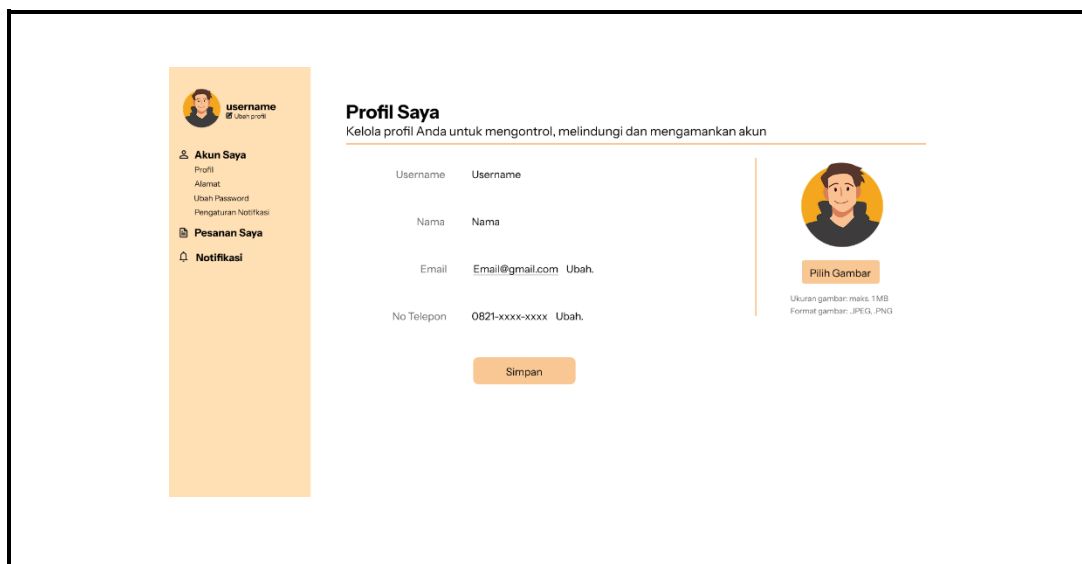 username
Ubah profil
Akun Saya
Profil
Alamat
Ubah Password
Pengaturan Notifkasi
Pesanan Saya
Notifikasi
Profil Saya
Kelola profil Anda untuk mengontrol, melindungi dan mengamankan akun
Username Username
Nama Nama
Email Email@gmail.com Ubah.
No Telepon 0821-xxxx-xxxx Ubah.
Simpan
Pilih Gambar
Ukuran gambar: maks. 1 MB
Format gambar: .JPEG, .PNG